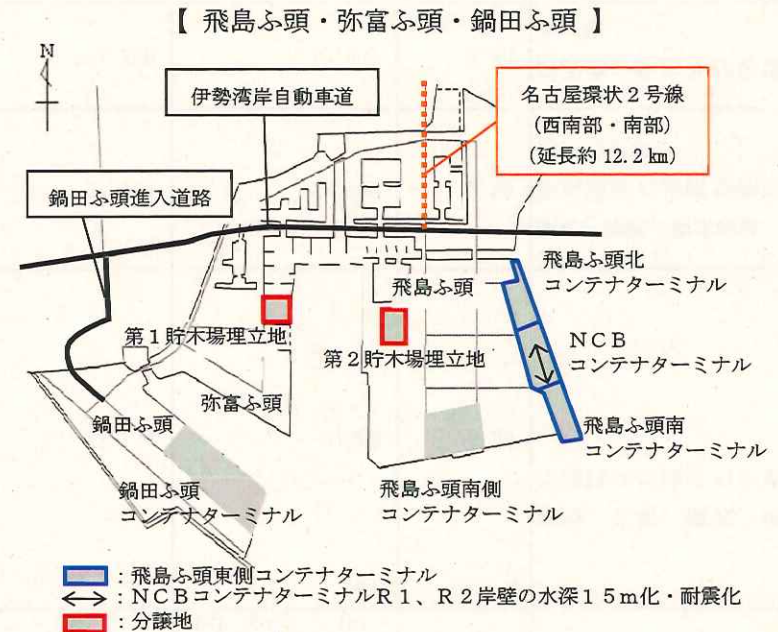 【 飛島ふ頭・弥富ふ頭・鍋田ふ頭 】
N
伊勢湾岸自動車道
名古屋環状２号線
(西南部・南部)
(延長約 12.2 ㎞)
鍋田ふ頭進入道路
飛島ふ頭北
コンテナターミナル
飛島ふ頭
第１貯木場埋立地
第２貯木場埋立地
ＮＣＢ
コンテナターミナル
弥富ふ頭
鍋田ふ頭
飛島ふ頭南
コンテナターミナル
鍋田ふ頭
コンテナターミナル
飛島ふ頭南側
コンテナターミナル
：飛島ふ頭東側コンテナターミナル
：ＮＣＢコンテナターミナルＲ１、Ｒ２岸壁の水深１５ｍ化・耐震化
：分譲地